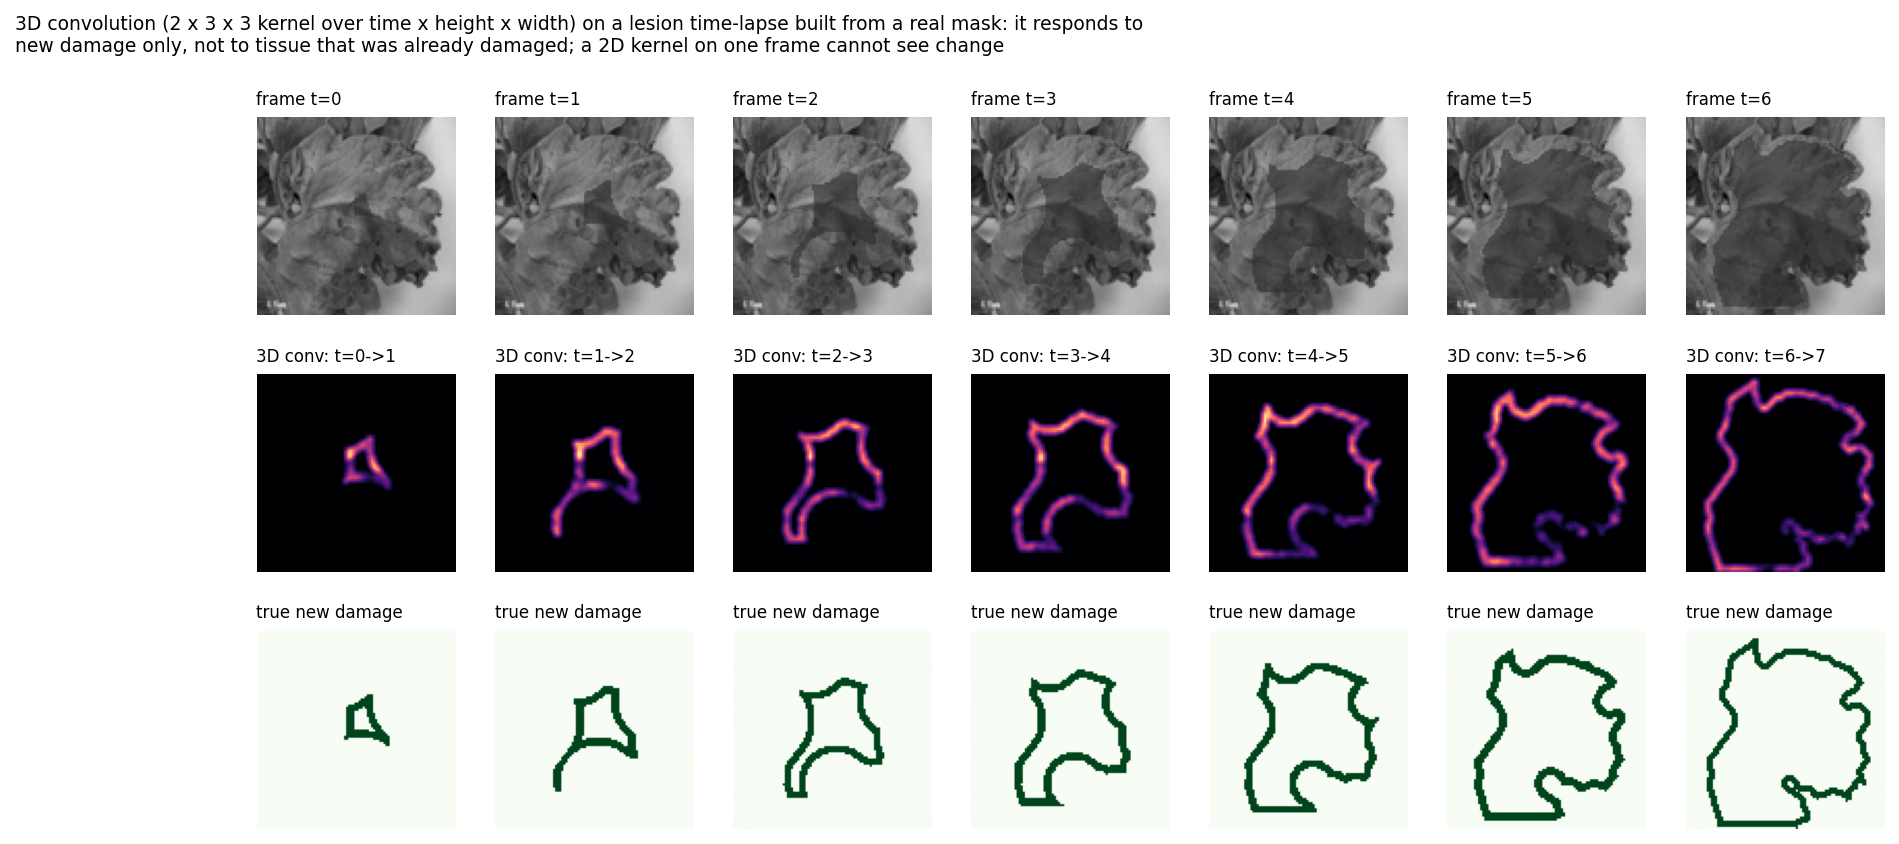 3D convolution (2 x 3 x 3 kernel over time x height x width) on a lesion time-lapse built from a real mask: it responds to
new damage only, not to tissue that was already damaged; a 2D kernel on one frame cannot see change
frame t=0
frame t=1
frame t=2
frame t=3
frame t=4
frame t=5
frame t=6
3D conv: t=0->1
3D conv: t=1->2
3D conv: t=2->3
3D conv: t=3->4
3D conv: t=4->5
3D conv: t=5->6
3D conv: t=6->7
true new damage
true new damage
true new damage
true new damage
true new damage
true new damage
true new damage